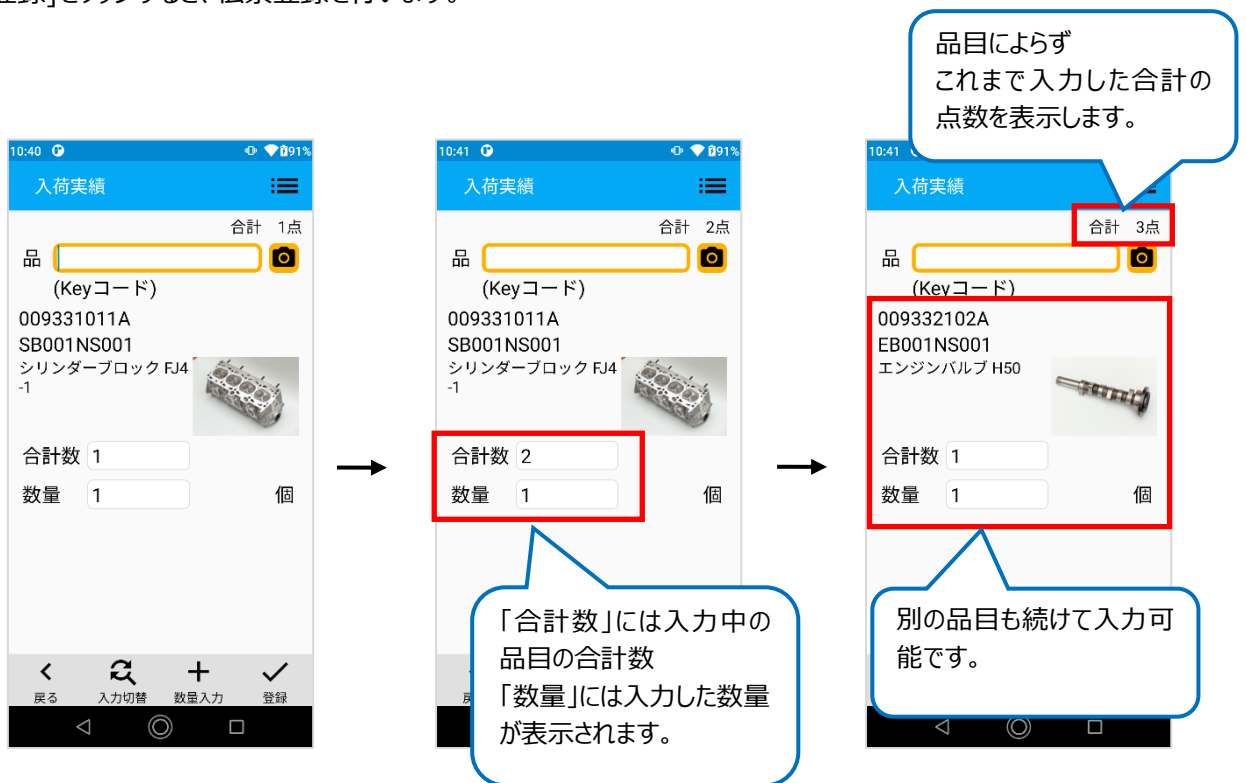 登録」をタップすると、伝票登録を行います。
品目によらず
これまで入力した合計の
点数を表示します。
10:40
91%
入荷実績
合計 1点
品
(Keyコード)
009331011A
SB001NS001
シリンダーブロック FJ4
-1
合計数 1
数量 1 個
戻る 入力切替 数量入力 登録
10:41
91%
入荷実績
合計 2点
品
(Keyコード)
009331011A
SB001NS001
シリンダーブロック FJ4
-1
合計数 2
数量 1 個
「合計数」には入力中の
品目の合計数
「数量」には入力した数量
が表示されます。
10:41
入荷実績
合計 3点
品
(Keyコード)
009332102A
EB001NS001
エンジンバルブ H50
合計数 1
数量 1 個
別の品目も続けて入力可
能です。